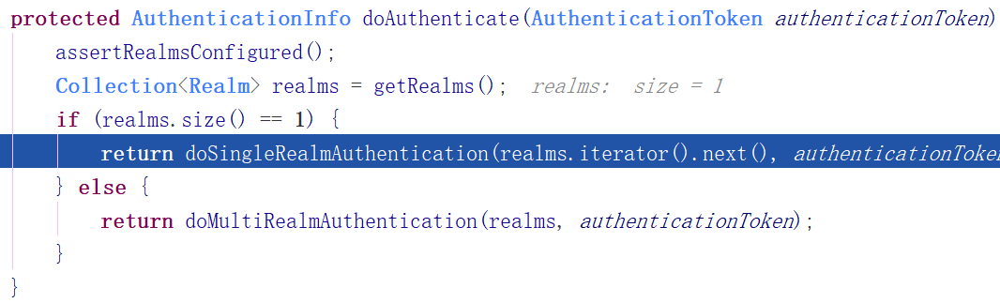 protected AuthenticationInfo doAuthenticate(AuthenticationToken authenticationToken)
assertRealmsConfigured();
Collection<Realm> realms = getRealms();  realms:  size = 1
if (realms.size() == 1) {
return doSingleRealmAuthentication(realms.iterator().next(), authenticationToke
} else {
return doMultiRealmAuthentication(realms, authenticationToken);
}
}